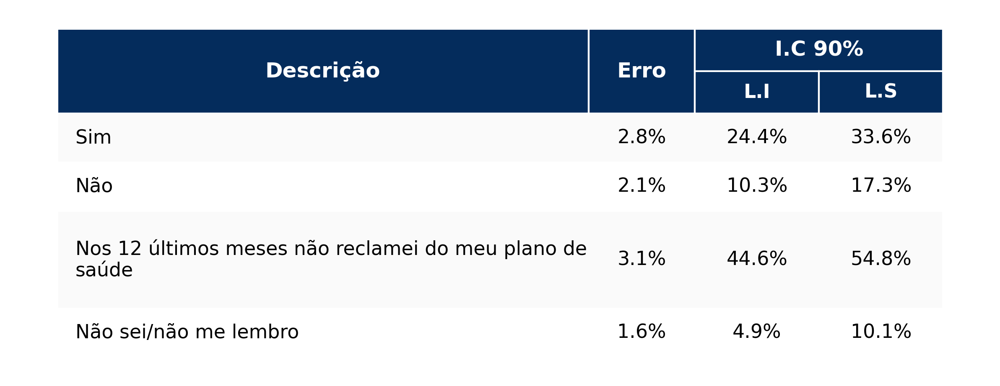 Descrição Erro I.C 90%
L.I L.S
Sim 2.8% 24.4% 33.6%
Não 2.1% 10.3% 17.3%
Nos 12 últimos meses não reclamei do meu plano de
saúde 3.1% 44.6% 54.8%
Não sei/não me lembro 1.6% 4.9% 10.1%